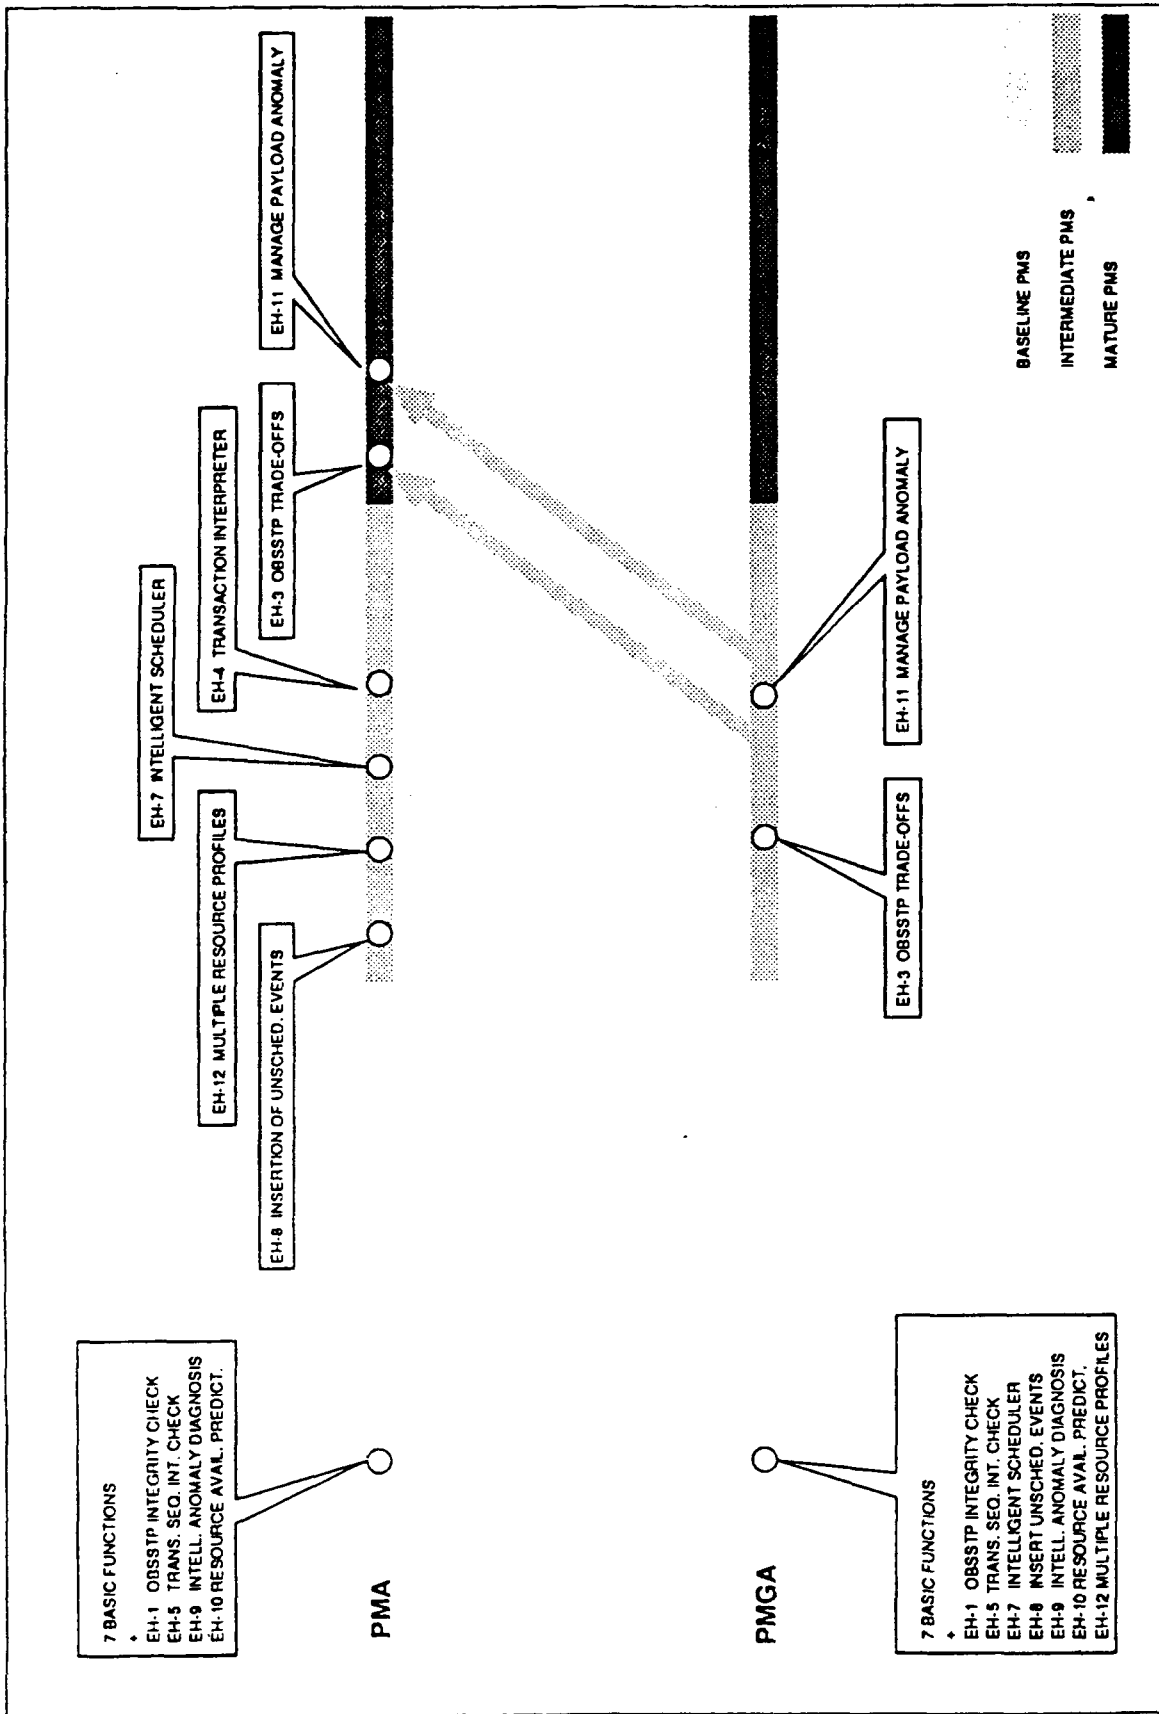 7 BASIC FUNCTIONS
+
EH-1 OBSSTP INTEGRITY CHECK
EH-5 TRANS. SEQ. INT. CHECK
EH-9 INTELL. ANOMALY DIAGNOSIS
EH-10 RESOURCE AVAIL. PREDICT.
EH-8 INSERTION OF UNSCHED. EVENTS
EH-12 MULTIPLE RESOURCE PROFILES
EH-7 INTELLIGENT SCHEDULER
EH-4 TRANSACTION INTERPRETER
EH-3 OBSSTP TRADE-OFFS
EH-11 MANAGE PAYLOAD ANOMALY
PMA
PMGA
7 BASIC FUNCTIONS
+
EH-1 OBSSTP INTEGRITY CHECK
EH-5 TRANS. SEQ. INT. CHECK
EH-7 INTELLIGENT SCHEDULER
EH-8 INSERT UNSCHED. EVENTS
EH-9 INTELL. ANOMALY DIAGNOSIS
EH-10 RESOURCE AVAIL. PREDICT.
EH-12 MULTIPLE RESOURCE PROFILES
EH-3 OBSSTP TRADE-OFFS
EH-11 MANAGE PAYLOAD ANOMALY
BASELINE PMS
INTERMEDIATE PMS
MATURE PMS